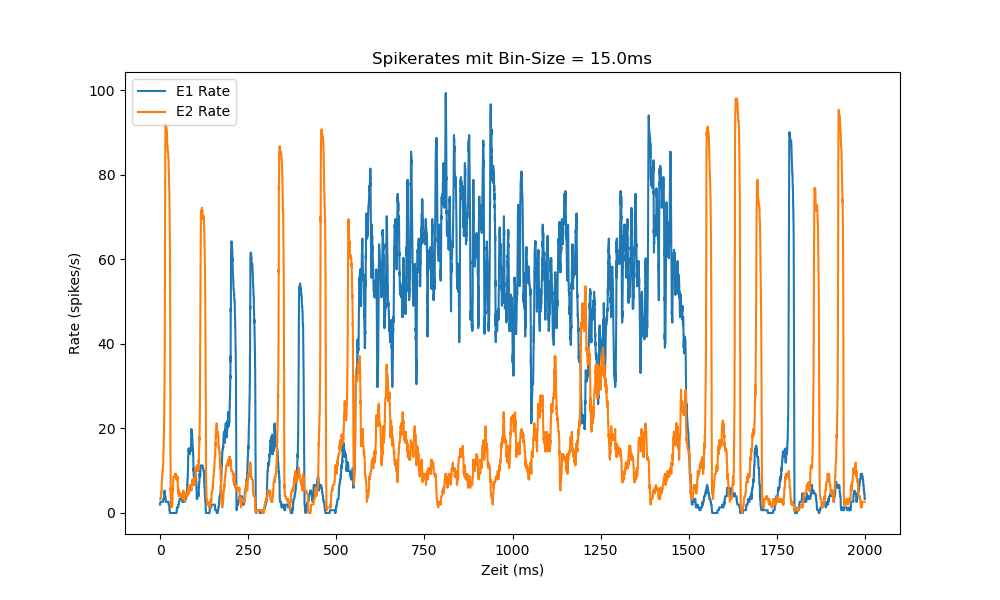 Spikerates mit Bin-Size = 15.0ms
E1 Rate
E2 Rate
Rate (spikes/s)
100
80
60
40
20
0
0 250 500 750 1000 1250 1500 1750 2000
Zeit (ms)